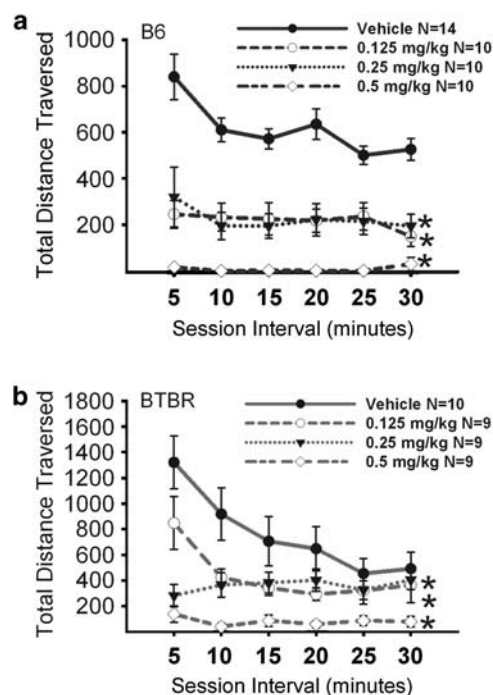 a
B6
Vehicle N=14
0.125 mg/kg N=10
0.25 mg/kg N=10
0.5 mg/kg N=10
Total Distance Traversed
1000
800
600
400
200
*
*
*
5 10 15 20 25 30
Session Interval (minutes)
b
BTBR
Vehicle N=10
0.125 mg/kg N=9
0.25 mg/kg N=9
0.5 mg/kg N=9
Total Distance Traversed
1800
1600
1400
1200
1000
800
600
400
200
*
*
*
5 10 15 20 25 30
Session Interval (minutes)